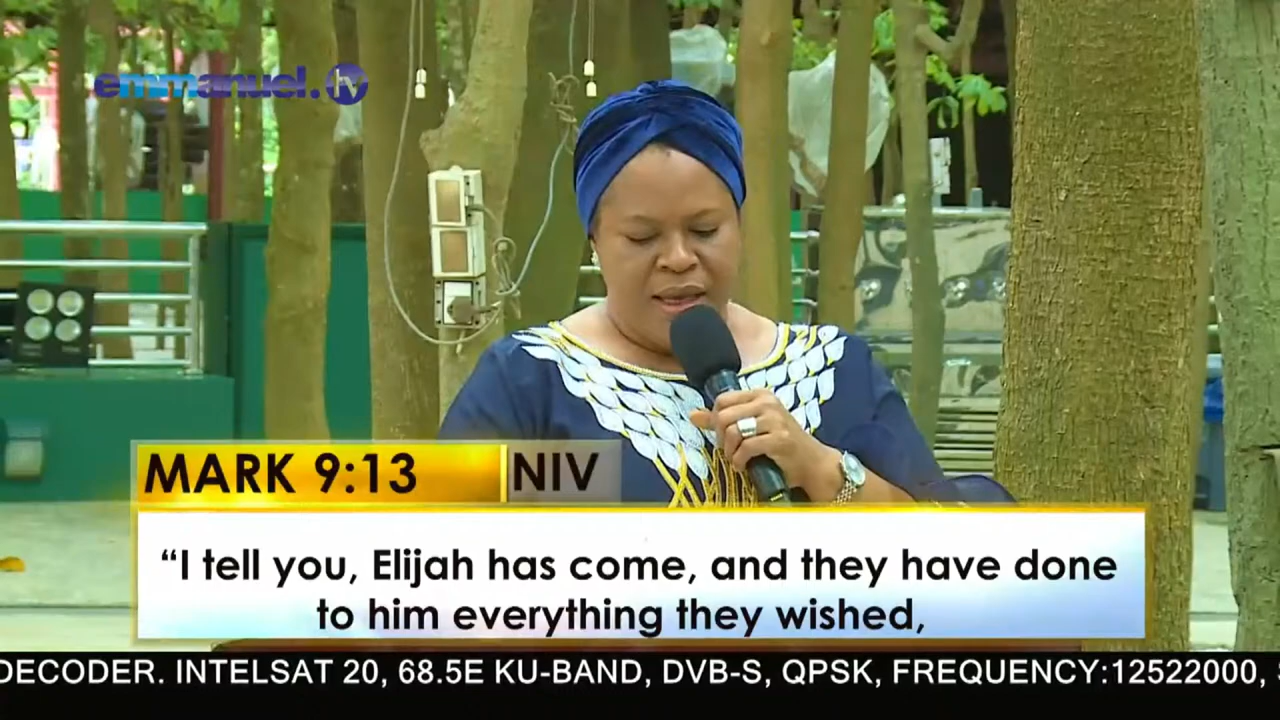 emmanuel.tv
MARK 9:13 NIV
“I tell you, Elijah has come, and they have done
to him everything they wished,
DECODER. INTELSAT 20, 68.5E KU-BAND, DVB-S, QPSK, FREQUENCY:12522000,